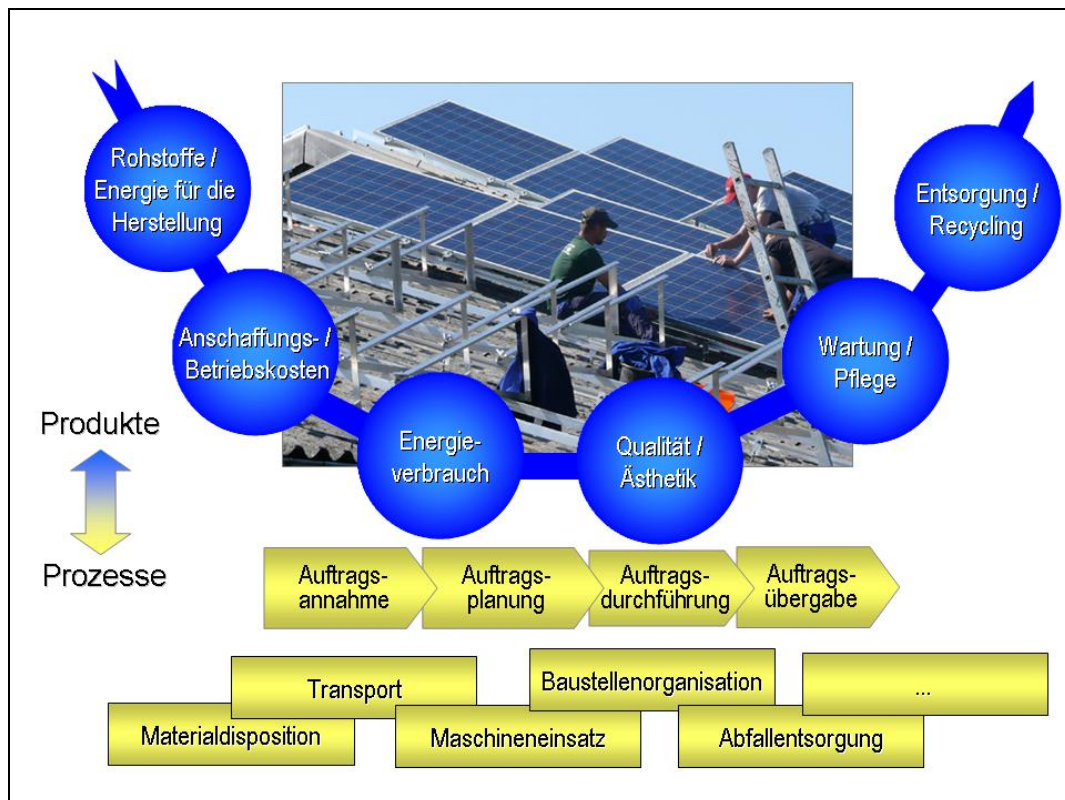 Rohstoffe /
Energie für die
Herstellung
Anschaffungs- /
Betriebskosten
Energie-
verbrauch
Qualität /
Ästhetik
Wartung /
Pflege
Entsorgung /
Recycling
Produkte
Prozesse
Auftrags-
annahme
Auftrags-
planung
Auftrags-
durchführung
Auftrags-
übergabe
Transport
Baustellenorganisation
...
Materialdisposition
Maschineneinsatz
Abfallentsorgung